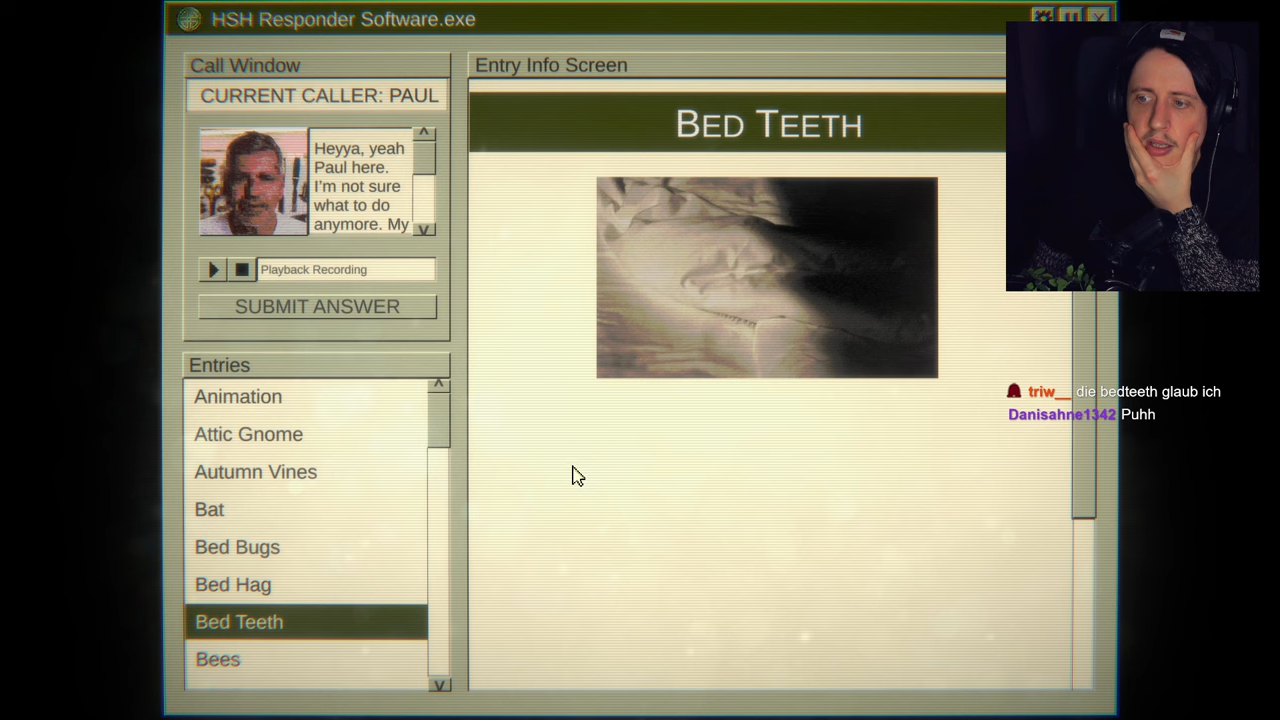 HSH Responder Software.exe
Call Window
CURRENT CALLER: PAUL
Heyya, yeah
Paul here.
I'm not sure
what to do
anymore. My
Playback Recording
SUBMIT ANSWER
Entries
Animation
Attic Gnome
Autumn Vines
Bat
Bed Bugs
Bed Hag
Bed Teeth
Bees
Entry Info Screen
BED TEETH
triw__ die bedteeth glaub ich
Danisahne1342 Puhh